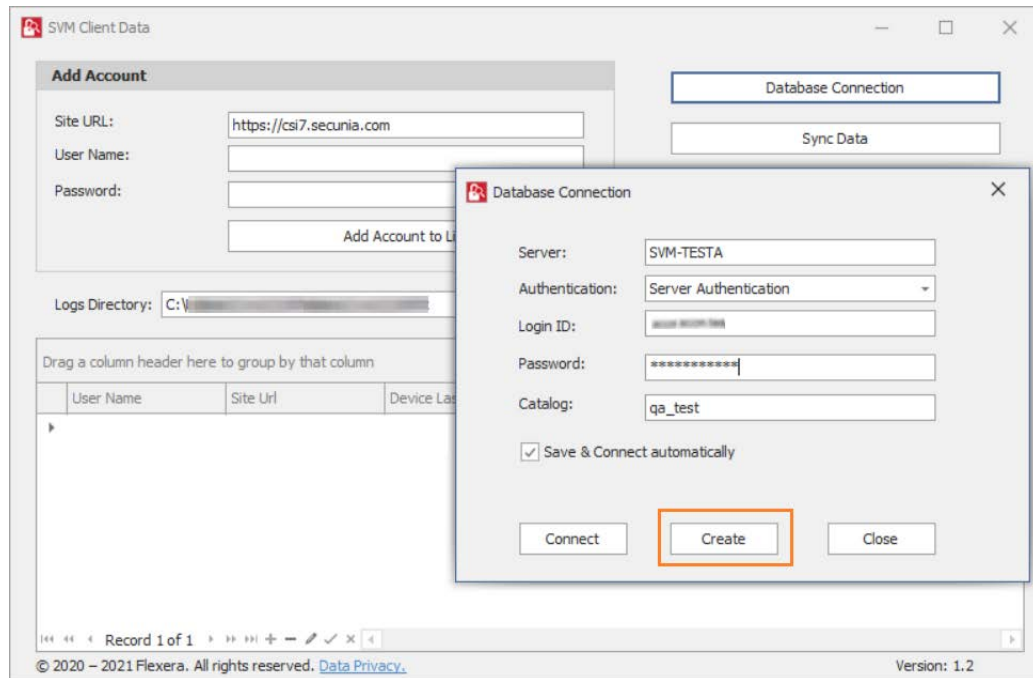 SVM Client Data
Add Account
Site URL:
https://csi7.secunia.com
User Name:
Password:
Add Account to Li
Database Connection
Sync Data
Logs Directory: C:\
Drag a column header here to group by that column
User Name Site Url Device Las
Record 1 of 1
© 2020 – 2021 Flexera. All rights reserved. Data Privacy.
Version: 1.2
Database Connection
Server: SVM-TESTA
Authentication: Server Authentication
Login ID:
Password: ***********
Catalog: qa_test
Save & Connect automatically
Connect Create Close